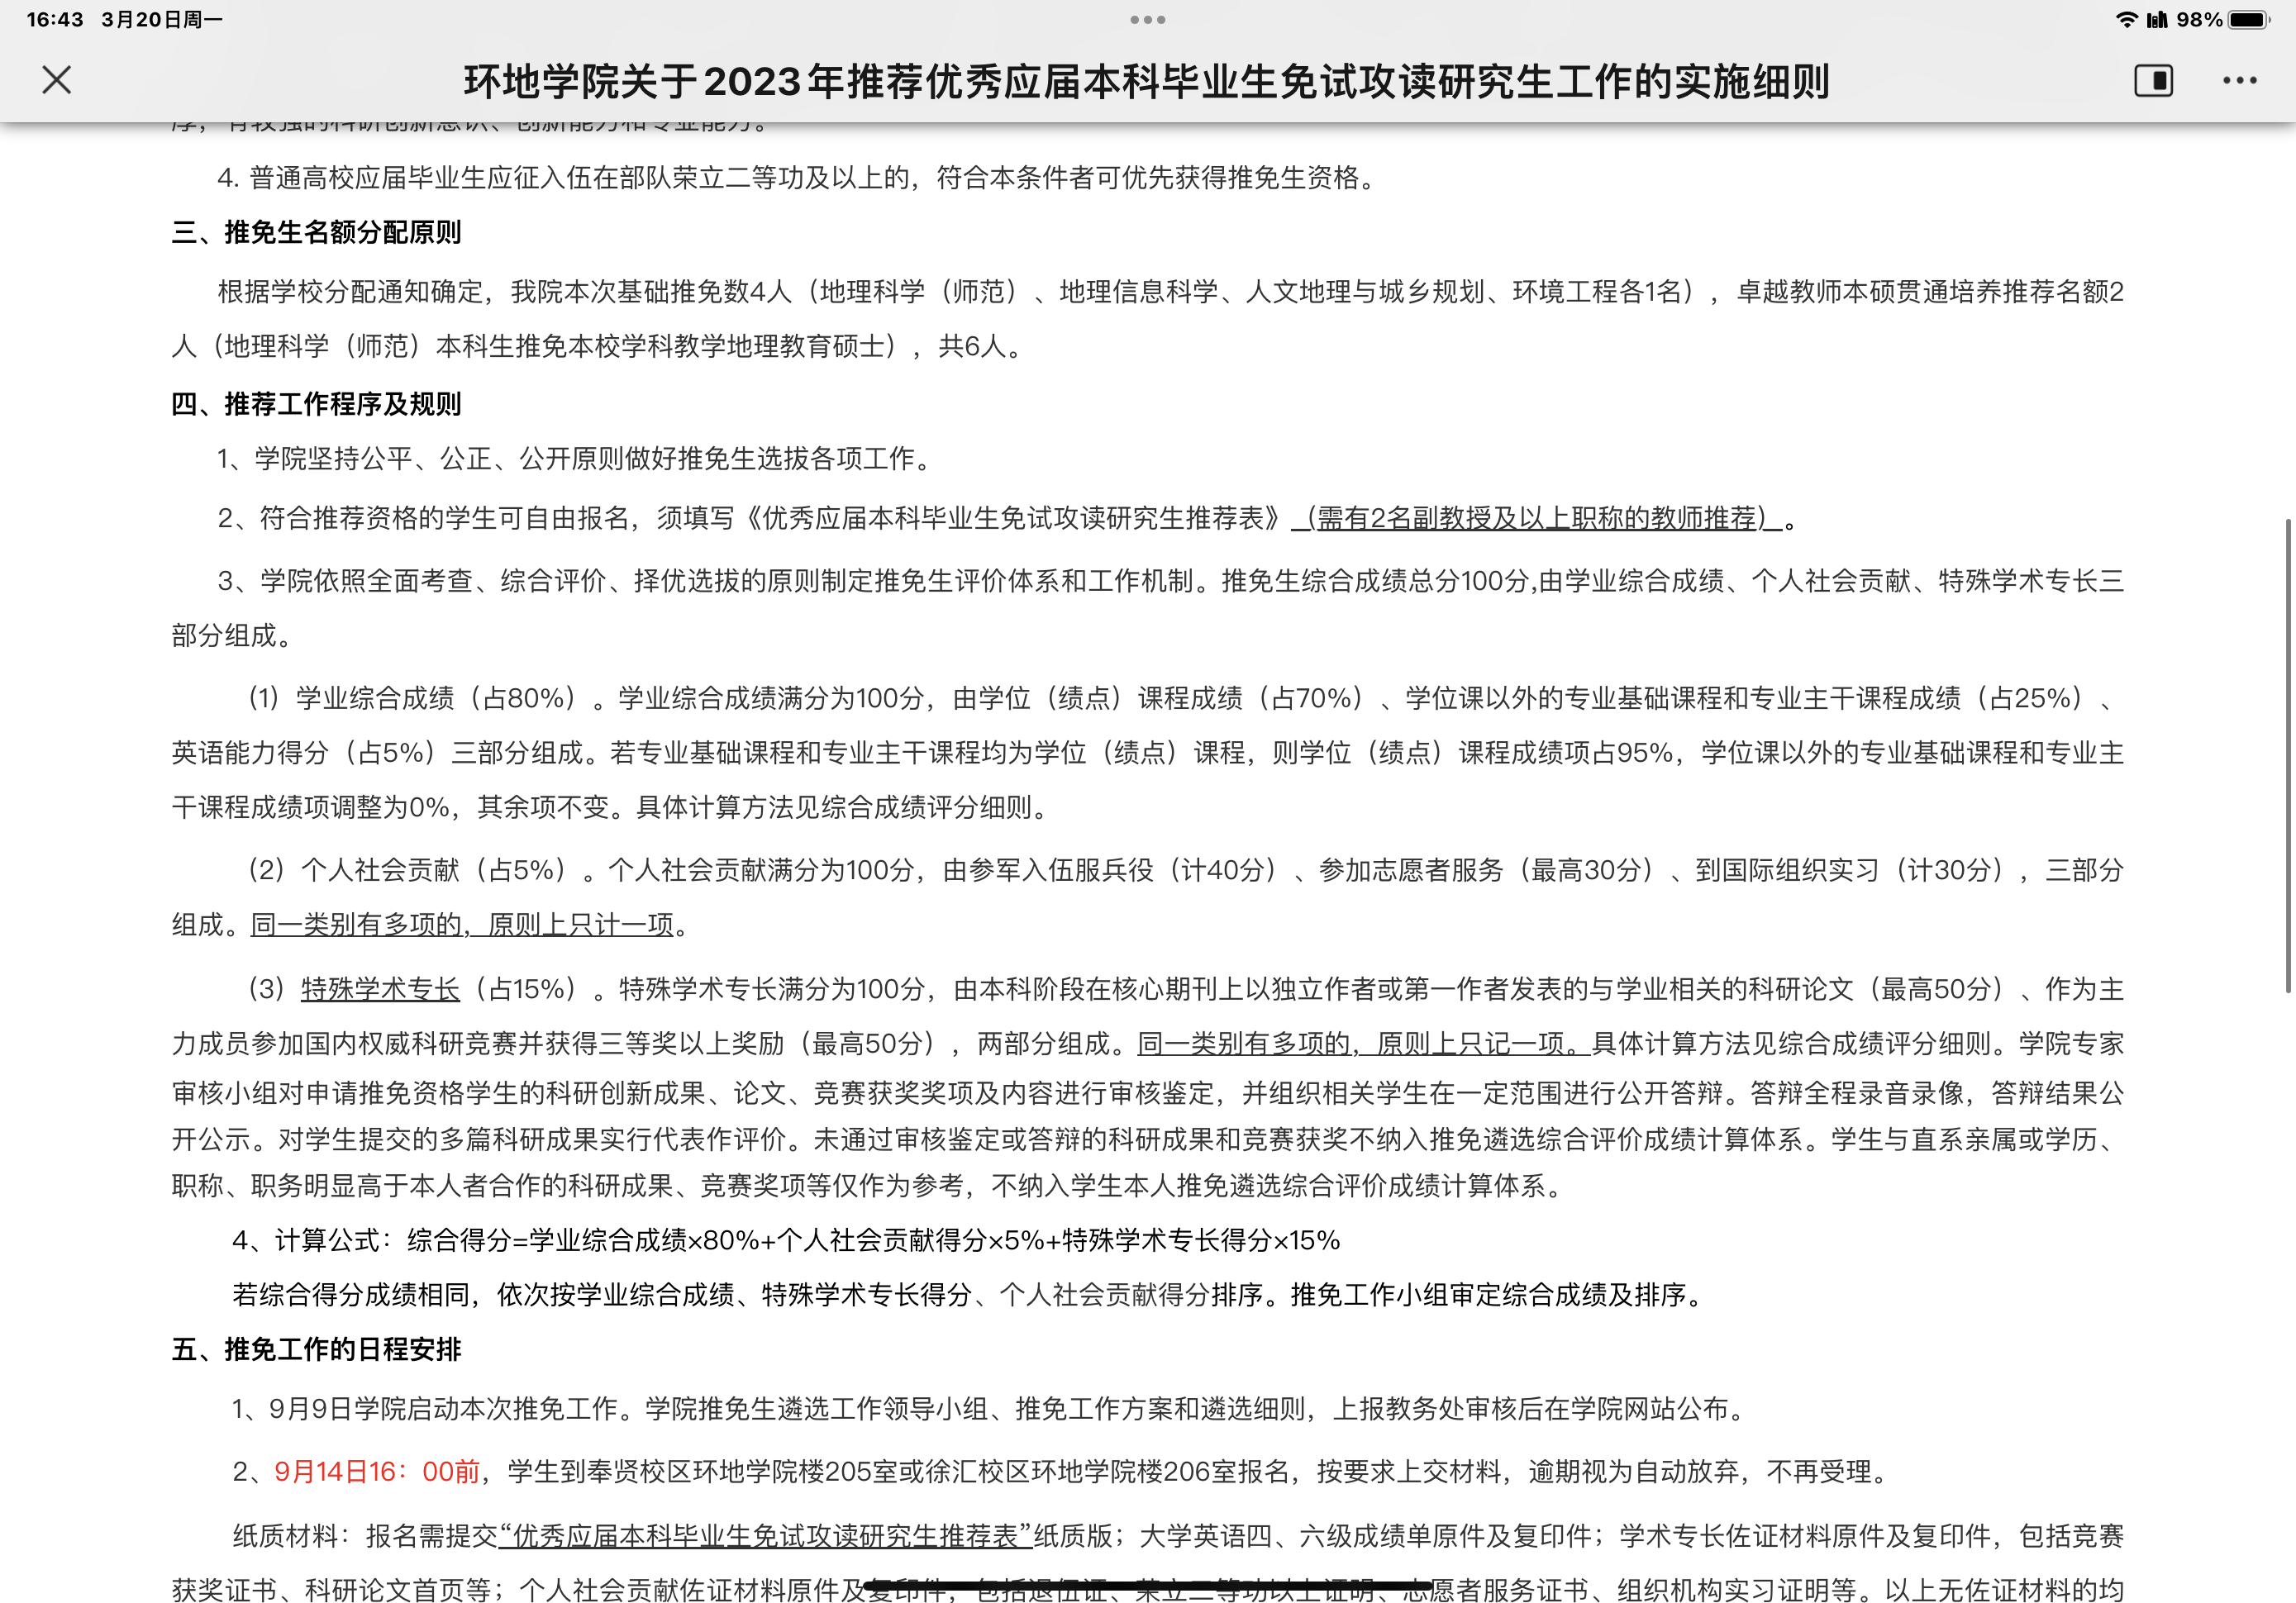 16:43 3月20日周一
98%
环地学院关于2023年推荐优秀应届本科毕业生免试攻读研究生工作的实施细则
厚，有较强的科研创新意识、创新能力和专业能力。
4. 普通高校应届毕业生应征入伍在部队荣立二等功及以上的，符合本条件者可优先获得推免生资格。
三、推免生名额分配原则
根据学校分配通知确定，我院本次基础推免数4人（地理科学（师范）、地理信息科学、人文地理与城乡规划、环境工程各1名），卓越教师本硕贯通培养推荐名额2
人（地理科学（师范）本科生推免本校学科教学地理教育硕士），共6人。
四、推荐工作程序及规则
1、学院坚持公平、公正、公开原则做好推免生选拔各项工作。
2、符合推荐资格的学生可自由报名，须填写《优秀应届本科毕业生免试攻读研究生推荐表》（需有2名副教授及以上职称的教师推荐）。
3、学院依照全面考查、综合评价、择优选拔的原则制定推免生评价体系和工作机制。推免生综合成绩总分100分,由学业综合成绩、个人社会贡献、特殊学术专长三
部分组成。
（1）学业综合成绩（占80%）。学业综合成绩满分为100分，由学位（绩点）课程成绩（占70%）、学位课以外的专业基础课程和专业主干课程成绩（占25%）、
英语能力得分（占5%）三部分组成。若专业基础课程和专业主干课程均为学位（绩点）课程，则学位（绩点）课程成绩项占95%，学位课以外的专业基础课程和专业主
干课程成绩项调整为0%，其余项不变。具体计算方法见综合成绩评分细则。
（2）个人社会贡献（占5%）。个人社会贡献满分为100分，由参军入伍服兵役（计40分）、参加志愿者服务（最高30分）、到国际组织实习（计30分），三部分
组成。同一类别有多项的，原则上只计一项。
（3）特殊学术专长（占15%）。特殊学术专长满分为100分，由本科阶段在核心期刊上以独立作者或第一作者发表的与学业相关的科研论文（最高50分）、作为主
力成员参加国内权威科研竞赛并获得三等奖以上奖励（最高50分），两部分组成。同一类别有多项的，原则上只记一项。具体计算方法见综合成绩评分细则。学院专家
审核小组对申请推免资格学生的科研创新成果、论文、竞赛获奖奖项及内容进行审核鉴定，并组织相关学生在一定范围进行公开答辩。答辩全程录音录像，答辩结果公
开公示。对学生提交的多篇科研成果实行代表作评价。未通过审核鉴定或答辩的科研成果和竞赛获奖不纳入推免遴选综合评价成绩计算体系。学生与直系亲属或学历、
职称、职务明显高于本人者合作的科研成果、竞赛奖项等仅作为参考，不纳入学生本人推免遴选综合评价成绩计算体系。
4、计算公式：综合得分=学业综合成绩×80%+个人社会贡献得分×5%+特殊学术专长得分×15%
若综合得分成绩相同，依次按学业综合成绩、特殊学术专长得分、个人社会贡献得分排序。推免工作小组审定综合成绩及排序。
五、推免工作的日程安排
1、9月9日学院启动本次推免工作。学院推免生遴选工作领导小组、推免工作方案和遴选细则，上报教务处审核后在学院网站公布。
2、9月14日16：00前，学生到奉贤校区环地学院楼205室或徐汇校区环地学院楼206室报名，按要求上交材料，逾期视为自动放弃，不再受理。
纸质材料：报名需提交“优秀应届本科毕业生免试攻读研究生推荐表”纸质版；大学英语四、六级成绩单原件及复印件；学术专长佐证材料原件及复印件，包括竞赛
获奖证书、科研论文首页等；个人社会贡献佐证材料原件及复印件，包括退伍证、荣立二等功以上证明、志愿者服务证书、组织机构实习证明等。以上无佐证材料的均